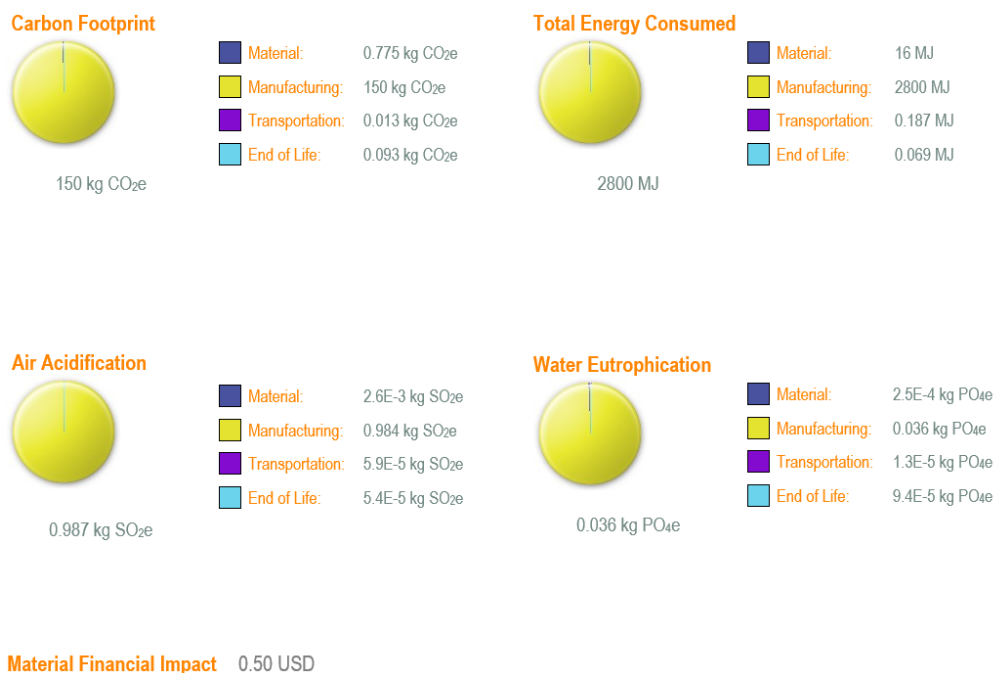 Carbon Footprint
Material: 0.775 kg CO2e
Manufacturing: 150 kg CO2e
Transportation: 0.013 kg CO2e
End of Life: 0.093 kg CO2e
150 kg CO2e
Total Energy Consumed
Material: 16 MJ
Manufacturing: 2800 MJ
Transportation: 0.187 MJ
End of Life: 0.069 MJ
2800 MJ
Air Acidification
Material: 2.6E-3 kg SO2e
Manufacturing: 0.984 kg SO2e
Transportation: 5.9E-5 kg SO2e
End of Life: 5.4E-5 kg SO2e
0.987 kg SO2e
Water Eutrophication
Material: 2.5E-4 kg PO4e
Manufacturing: 0.036 kg PO4e
Transportation: 1.3E-5 kg PO4e
End of Life: 9.4E-5 kg PO4e
0.036 kg PO4e
Material Financial Impact 0.50 USD